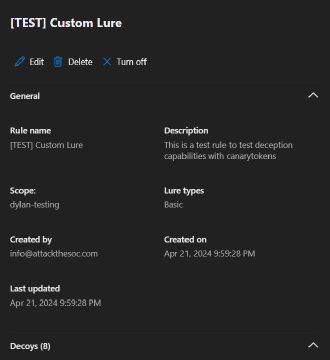 [TEST] Custom Lure
Edit Delete Turn off
General
Rule name
[TEST] Custom Lure
Description
This is a test rule to test deception
capabilities with canarytokens
Scope:
dylan-testing
Lure types
Basic
Created by
info@attackthesoc.com
Created on
Apr 21, 2024 9:59:28 PM
Last updated
Apr 21, 2024 9:59:28 PM
Decoys (8)